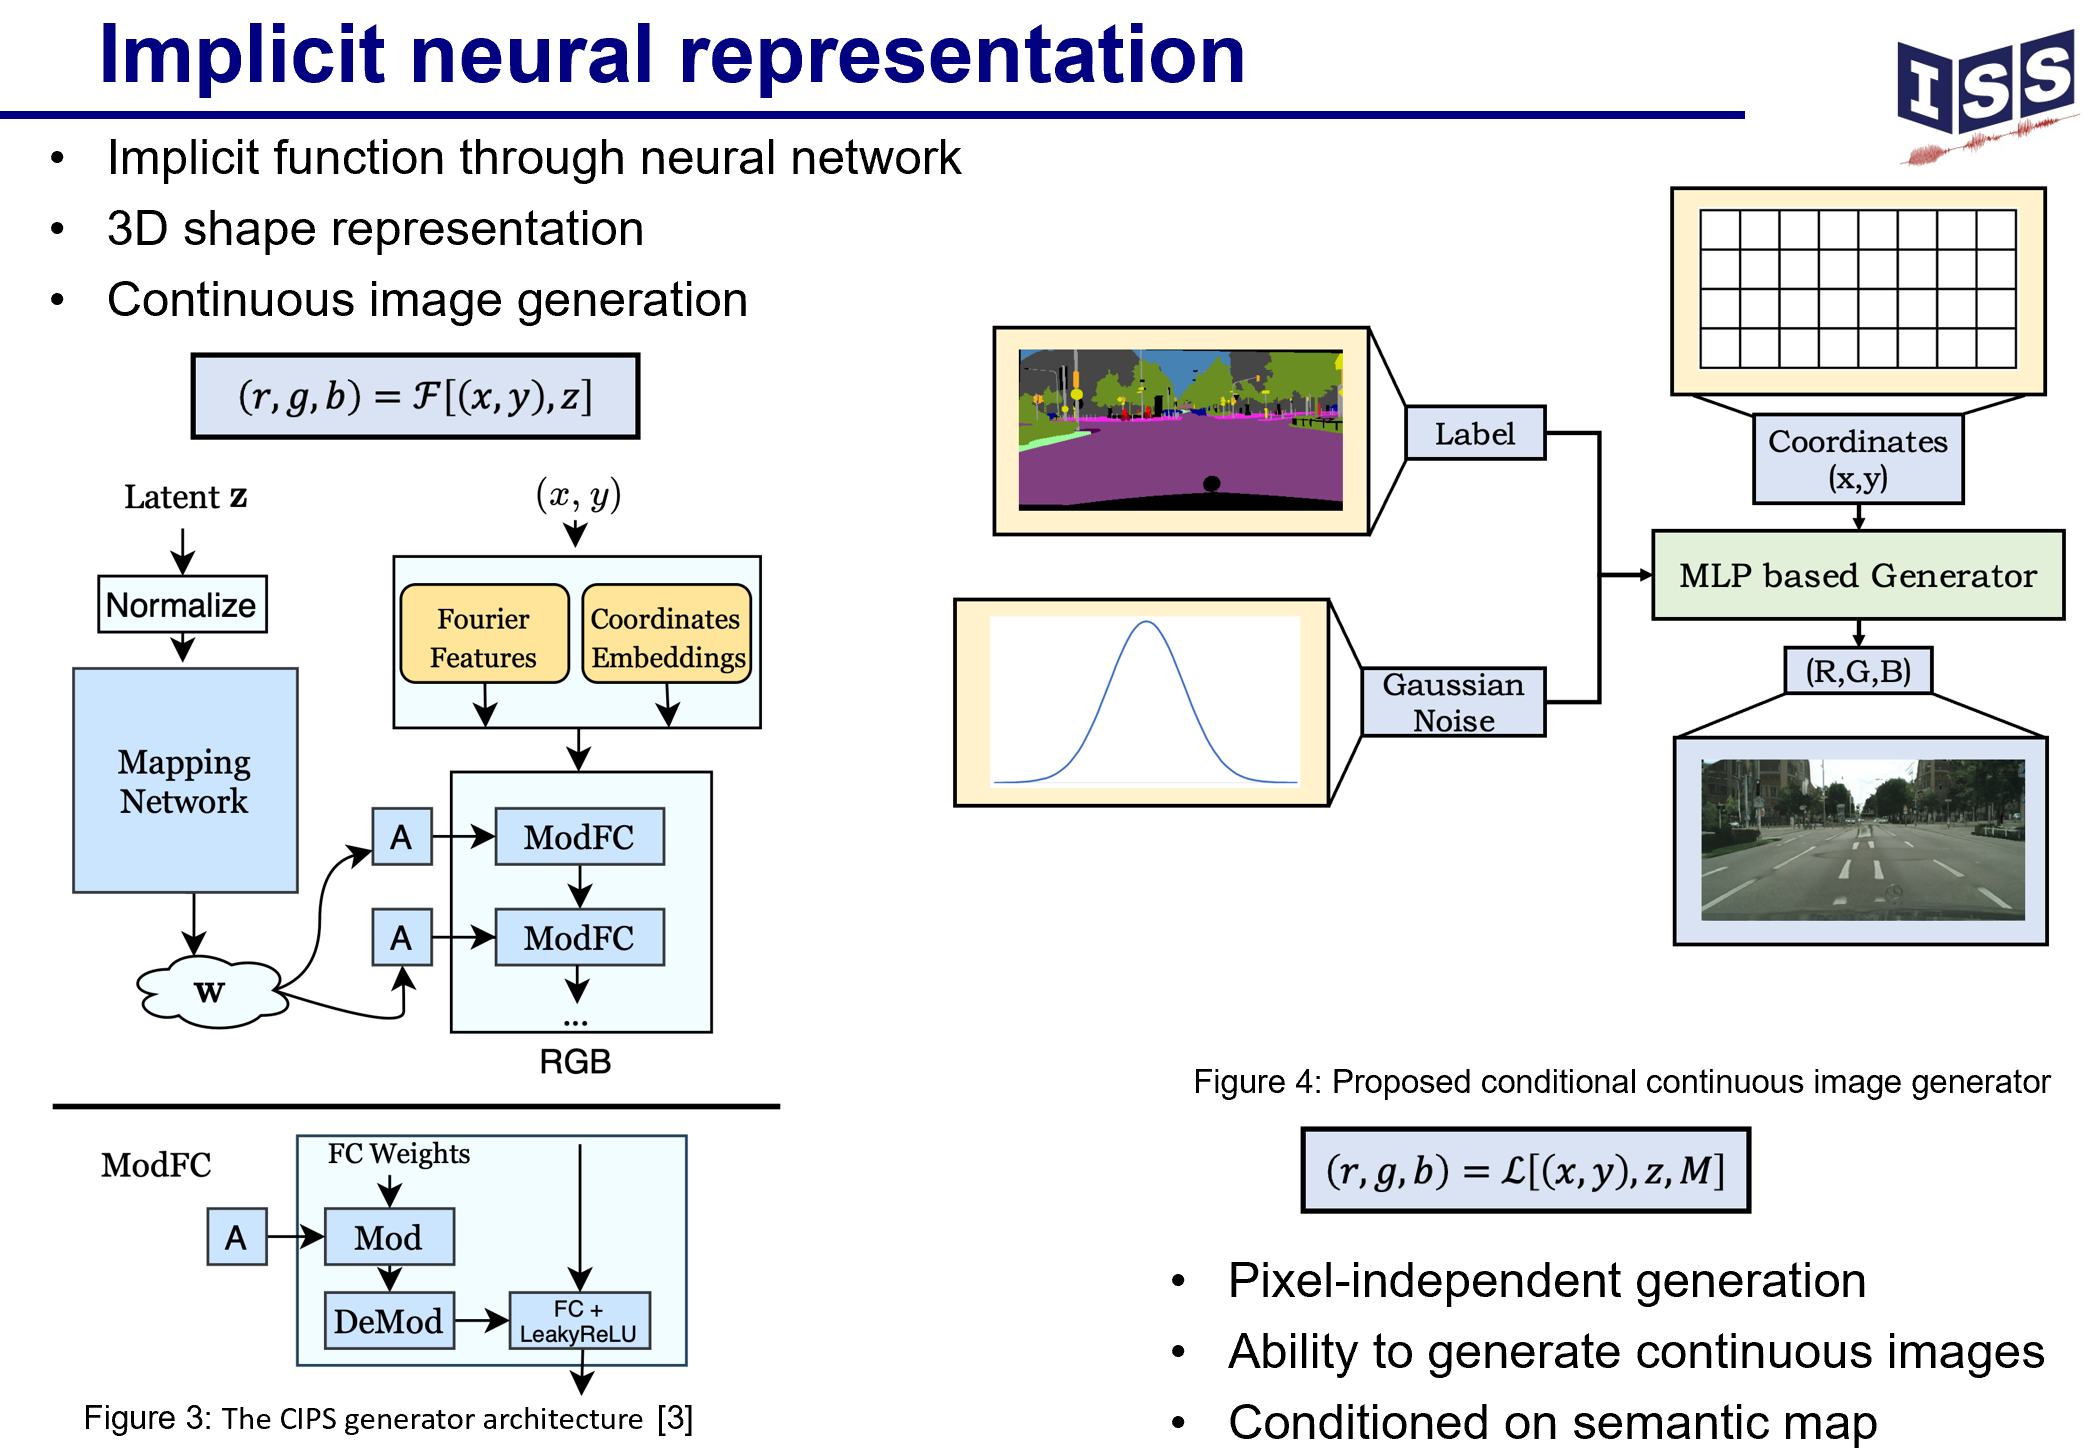 Implicit neural representation
ISS
• Implicit function through neural network
• 3D shape representation
• Continuous image generation
(r, g, b) = ℱ[(x, y), z]
Latent z
(x, y)
Normalize
Fourier
Features
Coordinates
Embeddings
Mapping
Network
A
ModFC
A
ModFC
w
...
RGB
ModFC
FC Weights
A
Mod
DeMod
FC +
LeakyReLU
Figure 3: The CIPS generator architecture [3]
Label
Coordinates
(x,y)
MLP based Generator
Gaussian
Noise
(R,G,B)
Figure 4: Proposed conditional continuous image generator
(r, g, b) = ℒ[(x, y), z, M]
• Pixel-independent generation
• Ability to generate continuous images
• Conditioned on semantic map